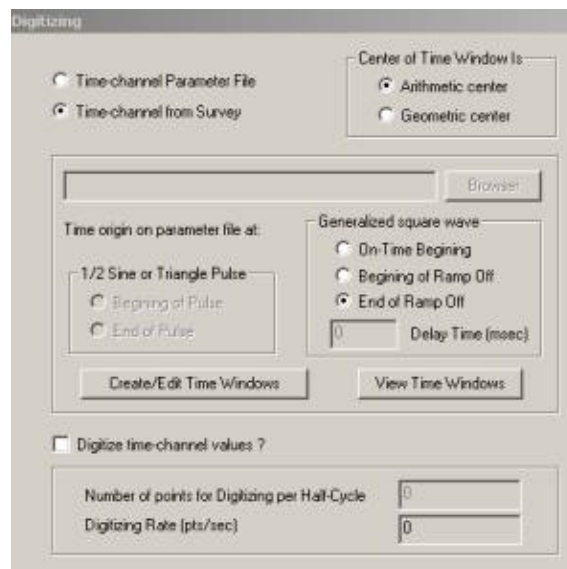 Digitizing
Center of Time Window Is
Time-channel Parameter File
Arithmetic center
Time-channel from Survey
Geometric center
Browser
Time origin on parameter file at:
Generalized square wave
On-Time Begining
1/2 Sine or Triangle Pulse
Begining of Ramp Off
Begining of Pulse
End of Ramp Off
End of Pulse
0 Delay Time (msec)
Create/Edit Time Windows
View Time Windows
Digitize time-channel values ?
Number of points for Digitizing per Half-Cycle 0
Digitizing Rate (pts/sec) 0